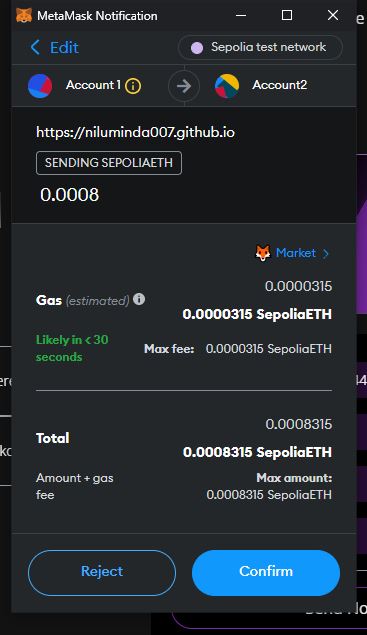 MetaMask Notification
Edit
Sepolia test network
Account 1
Account2
https://niluminda007.github.io
SENDING SEPOLIAETH
0.0008
Market
0.0000315
Gas (estimated)
0.0000315 SepoliaETH
Likely in < 30
seconds
Max fee: 0.0000315 SepoliaETH
0.0008315
Total
0.0008315 SepoliaETH
Amount + gas
fee
Max amount:
0.0008315 SepoliaETH
Reject
Confirm